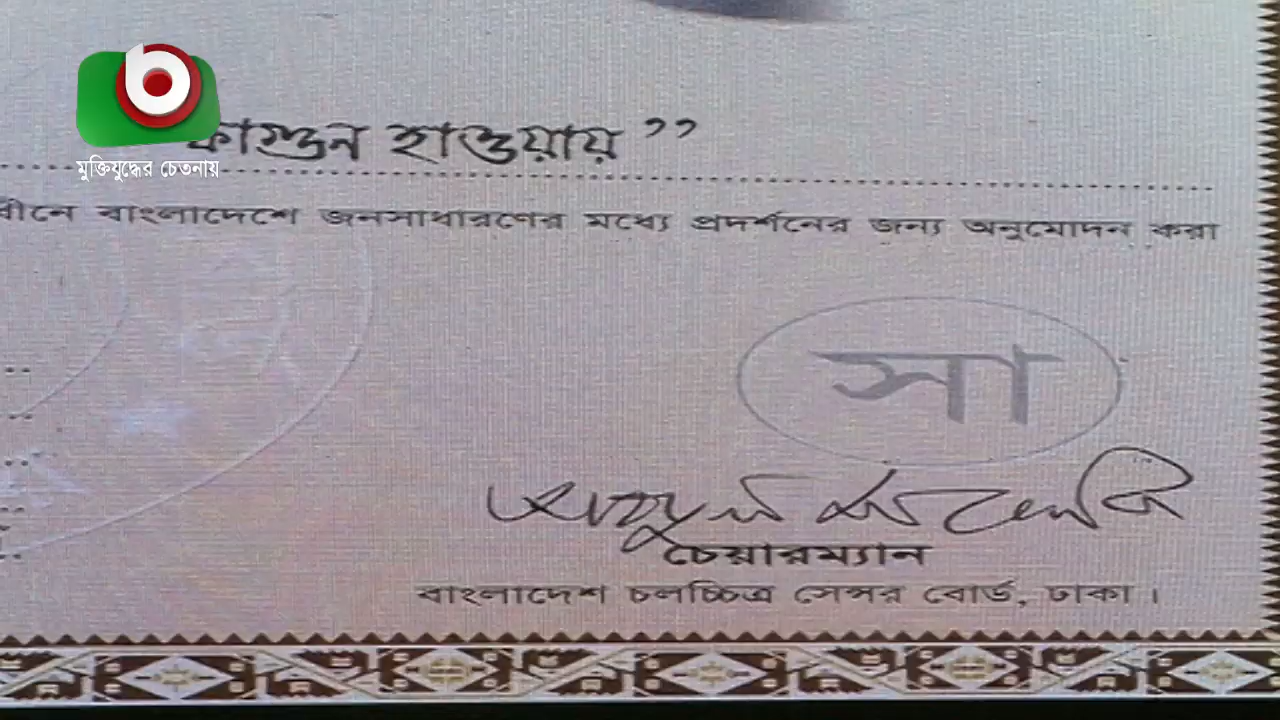 ফাগুন হাওয়ায় ”
মুক্তিযুদ্ধের চেতনায়
বাংলাদেশে জনসাধারণের মধ্যে প্রদর্শনের জন্য অনুমোদন করা
সা
চেয়ারম্যান
বাংলাদেশ চলচ্চিত্র সেন্সর বোর্ড, ঢাকা।